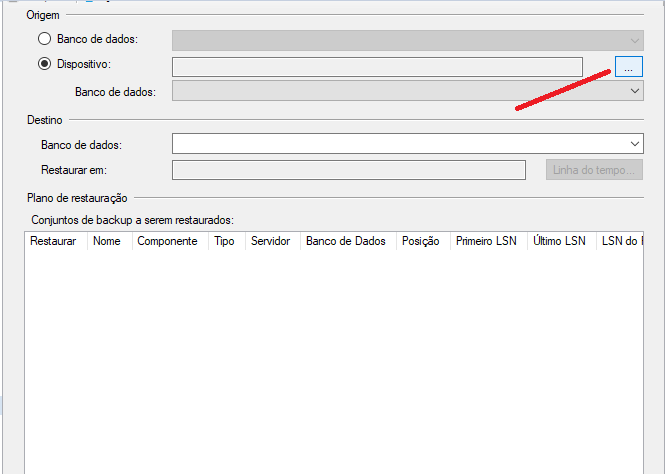 Origem
Banco de dados:
Dispositivo:
...
Banco de dados:
Destino
Banco de dados:
Restaurar em:
Linha do tempo...
Plano de restauração
Conjuntos de backup a serem restaurados:
Restaurar Nome Componente Tipo Servidor Banco de Dados Posição Primeiro LSN Último LSN LSN do